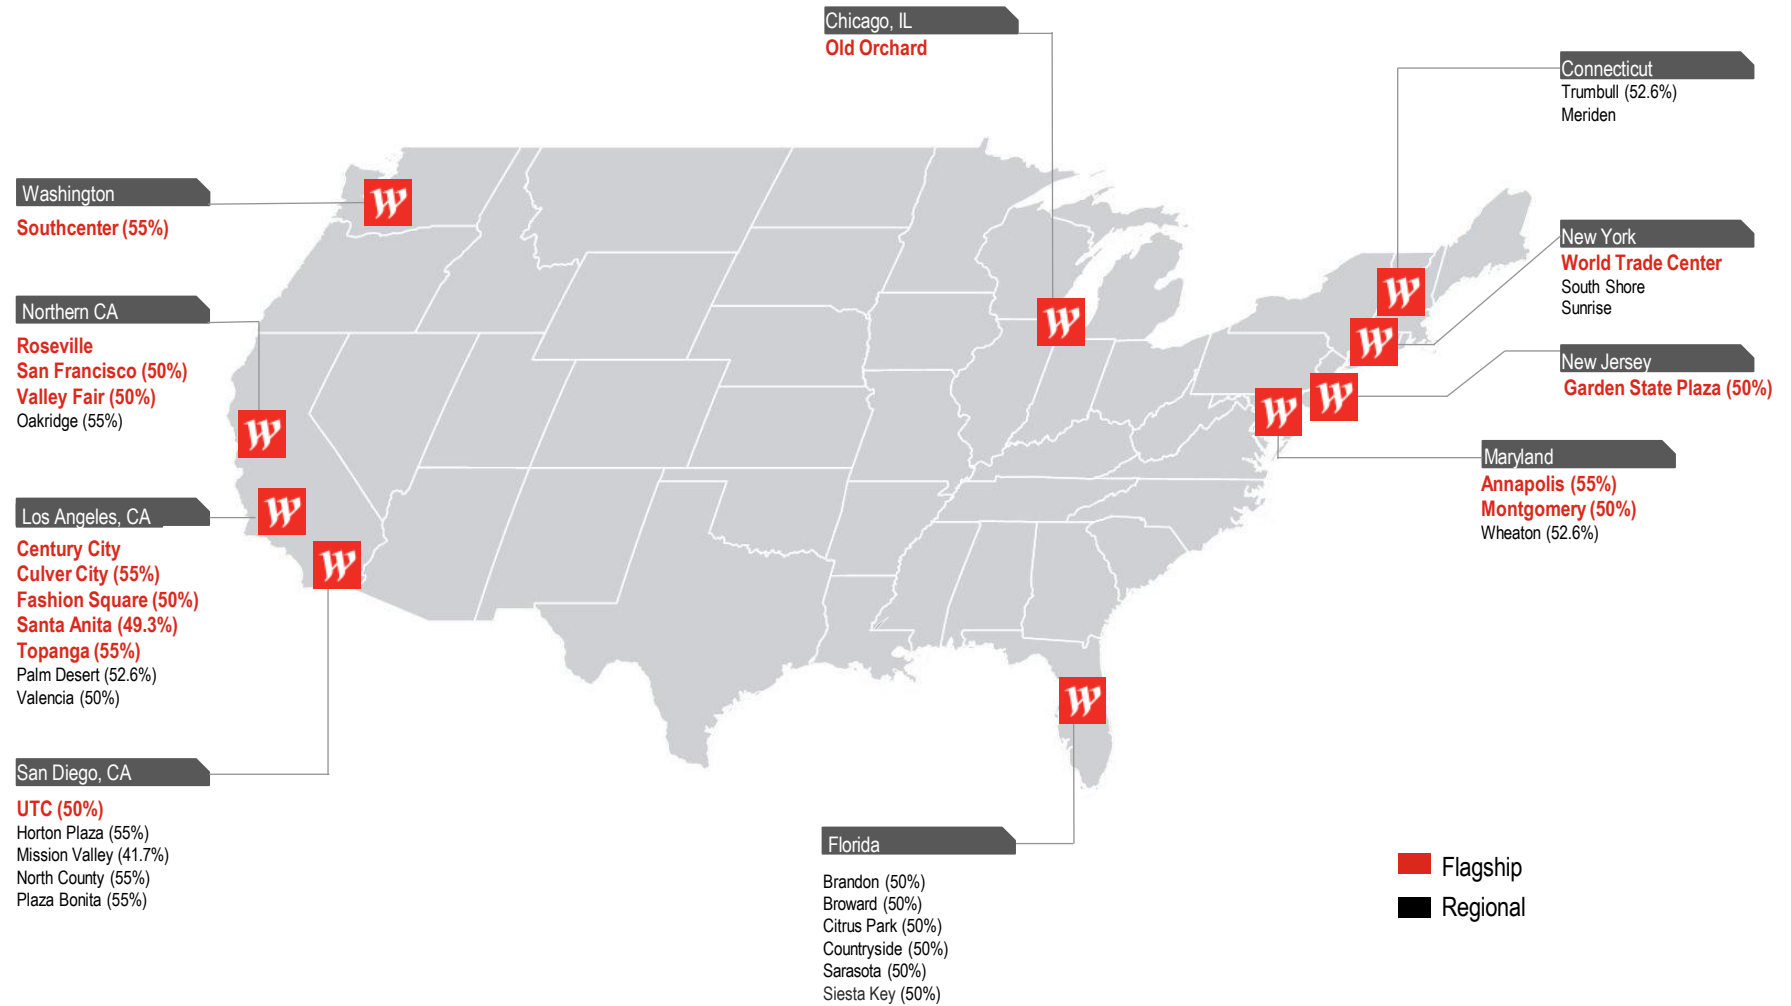 Chicago, IL
Old Orchard
Connecticut
Trumbull (52.6%)
Meriden
Washington
Southcenter (55%)
New York
World Trade Center
South Shore
Sunrise
Northern CA
Roseville
San Francisco (50%)
Valley Fair (50%)
Oakridge (55%)
New Jersey
Garden State Plaza (50%)
Maryland
Annapolis (55%)
Montgomery (50%)
Wheaton (52.6%)
Los Angeles, CA
Century City
Culver City (55%)
Fashion Square (50%)
Santa Anita (49.3%)
Topanga (55%)
Palm Desert (52.6%)
Valencia (50%)
San Diego, CA
UTC (50%)
Horton Plaza (55%)
Mission Valley (41.7%)
North County (55%)
Plaza Bonita (55%)
Florida
Brandon (50%)
Broward (50%)
Citrus Park (50%)
Countryside (50%)
Sarasota (50%)
Siesta Key (50%)
Flagship
Regional
W
W
W
W
W
W
W
W
W
W